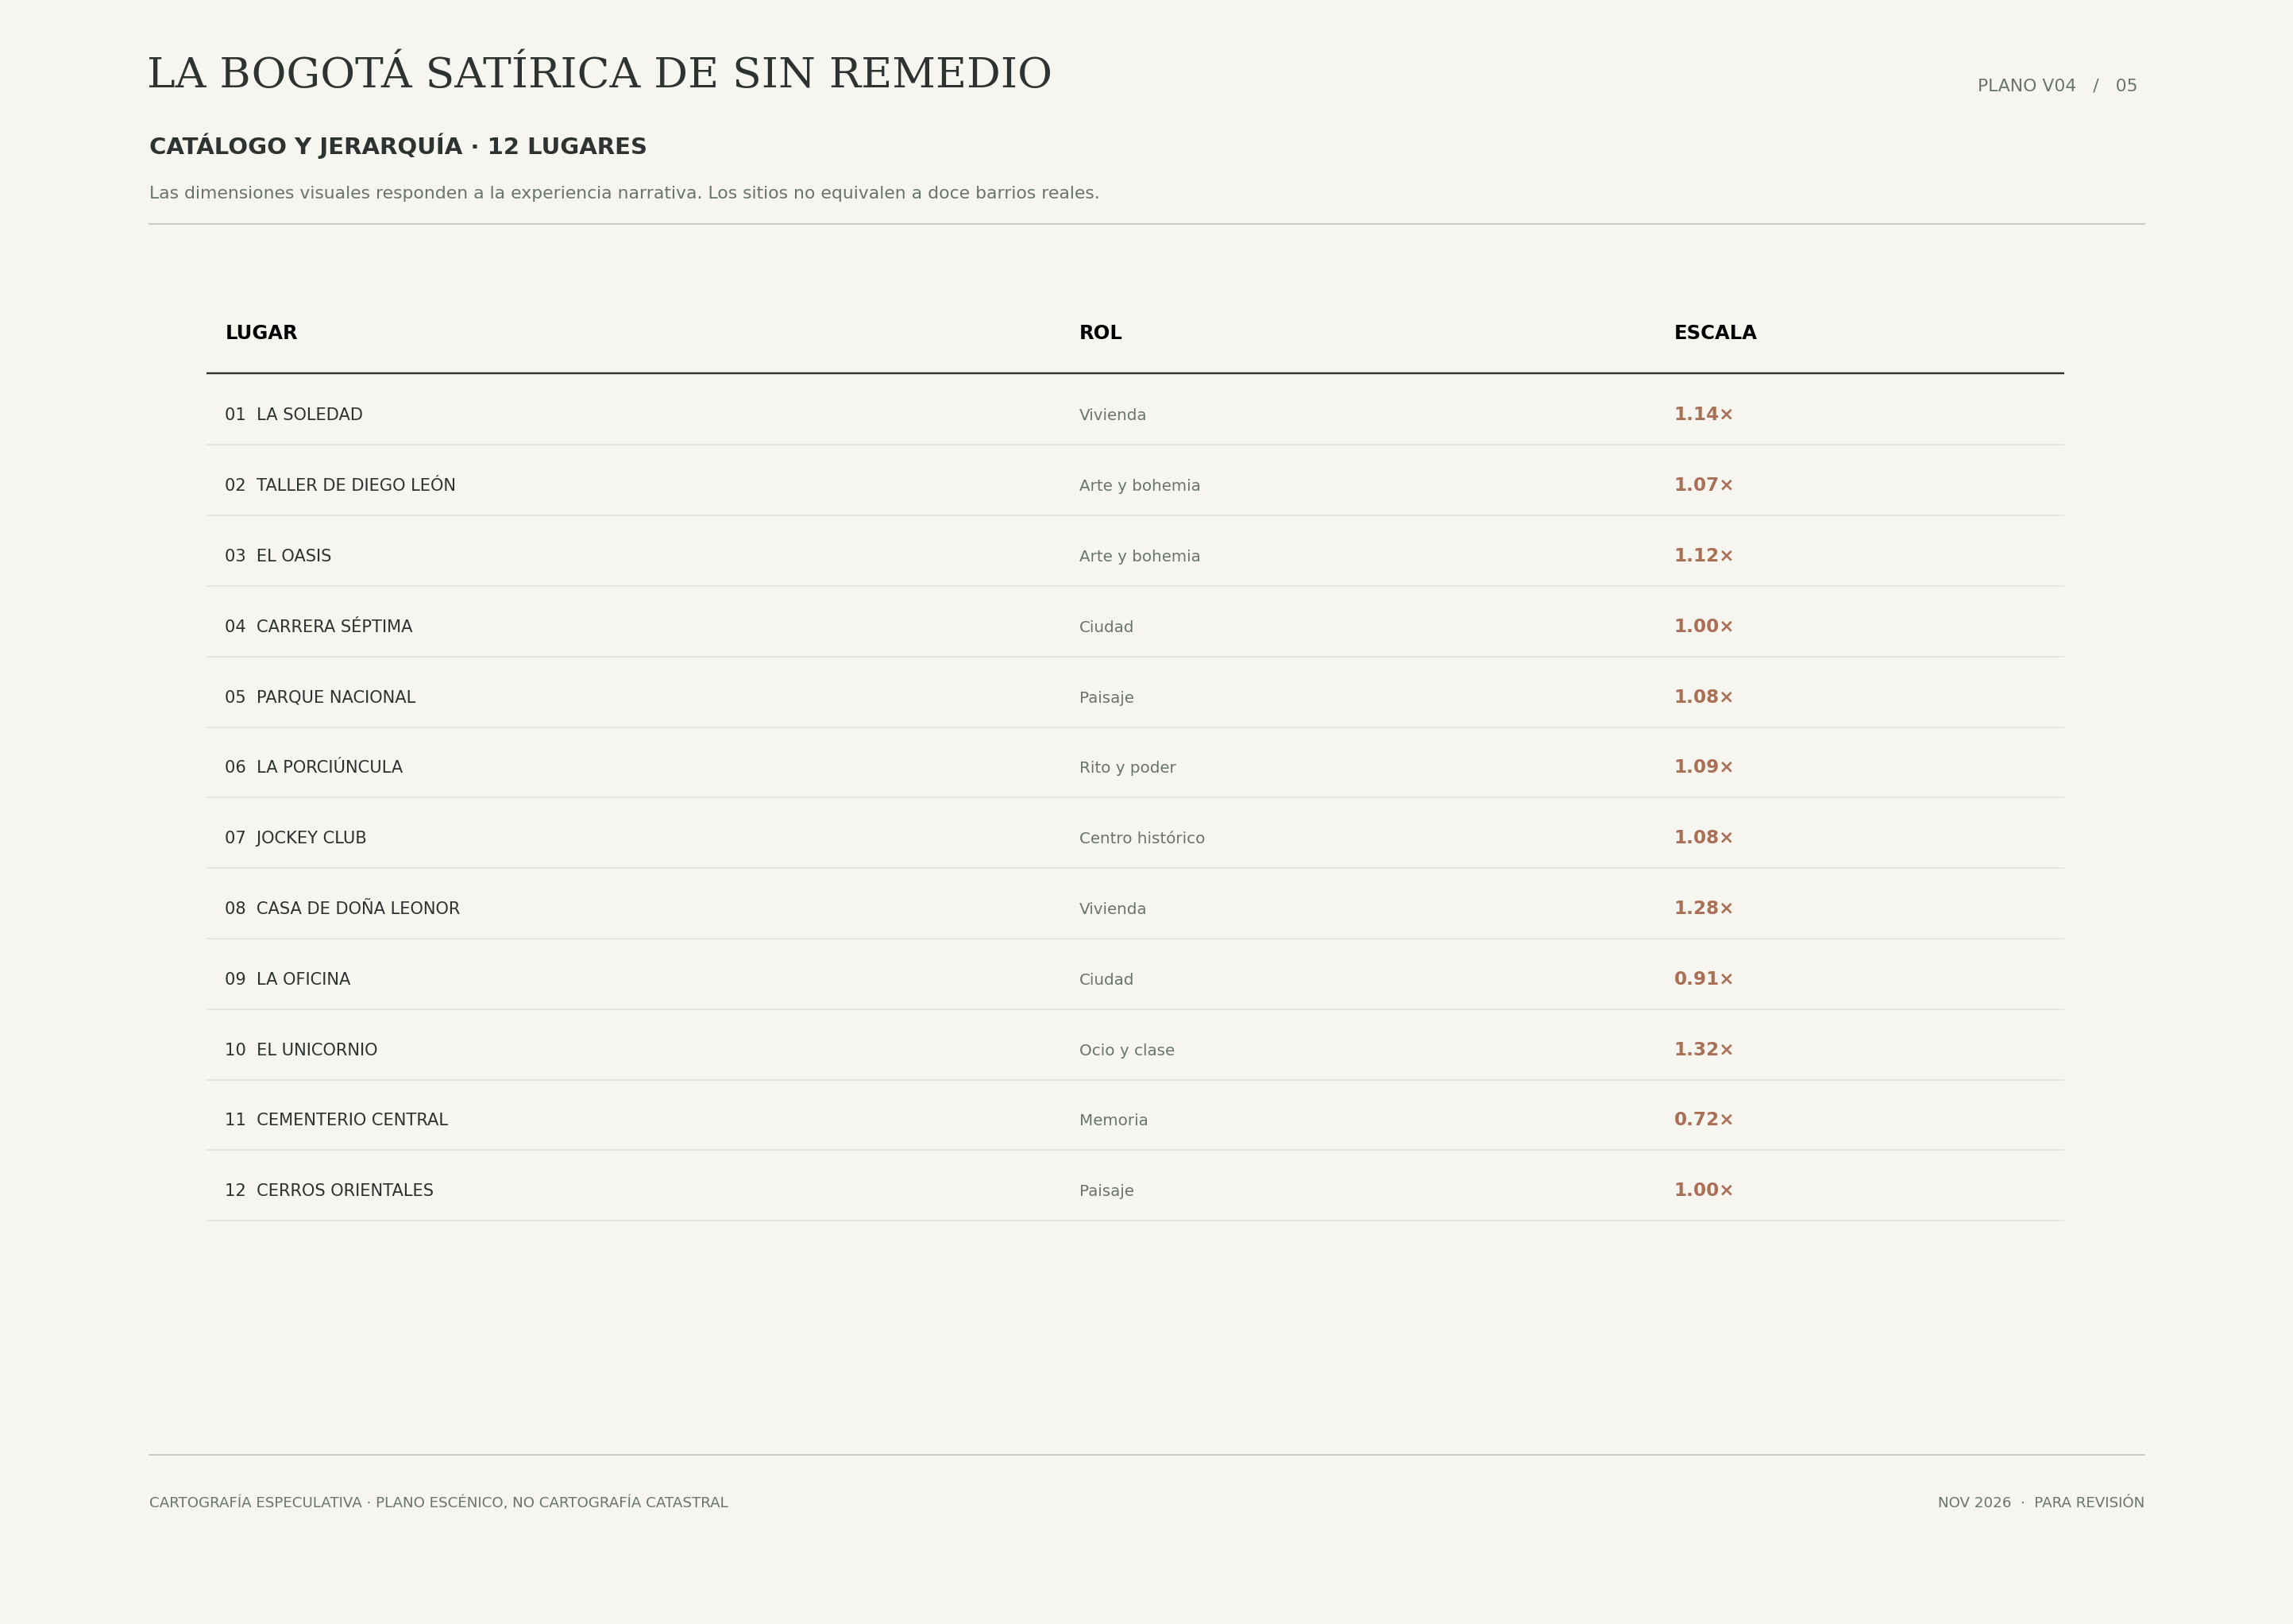 LA BOGOTÁ SATÍRICA DE SIN REMEDIO
PLANO V04 / 05
CATÁLOGO Y JERARQUÍA · 12 LUGARES
Las dimensiones visuales responden a la experiencia narrativa. Los sitios no equivalen a doce barrios reales.
LUGAR ROL ESCALA
01 LA SOLEDAD Vivienda 1.14×
02 TALLER DE DIEGO LEÓN Arte y bohemia 1.07×
03 EL OASIS Arte y bohemia 1.12×
04 CARRERA SÉPTIMA Ciudad 1.00×
05 PARQUE NACIONAL Paisaje 1.08×
06 LA PORCIÚNCULA Rito y poder 1.09×
07 JOCKEY CLUB Centro histórico 1.08×
08 CASA DE DOÑA LEONOR Vivienda 1.28×
09 LA OFICINA Ciudad 0.91×
10 EL UNICORNIO Ocio y clase 1.32×
11 CEMENTERIO CENTRAL Memoria 0.72×
12 CERROS ORIENTALES Paisaje 1.00×
CARTOGRAFÍA ESPECULATIVA · PLANO ESCÉNICO, NO CARTOGRAFÍA CATASTRAL
NOV 2026 · PARA REVISIÓN